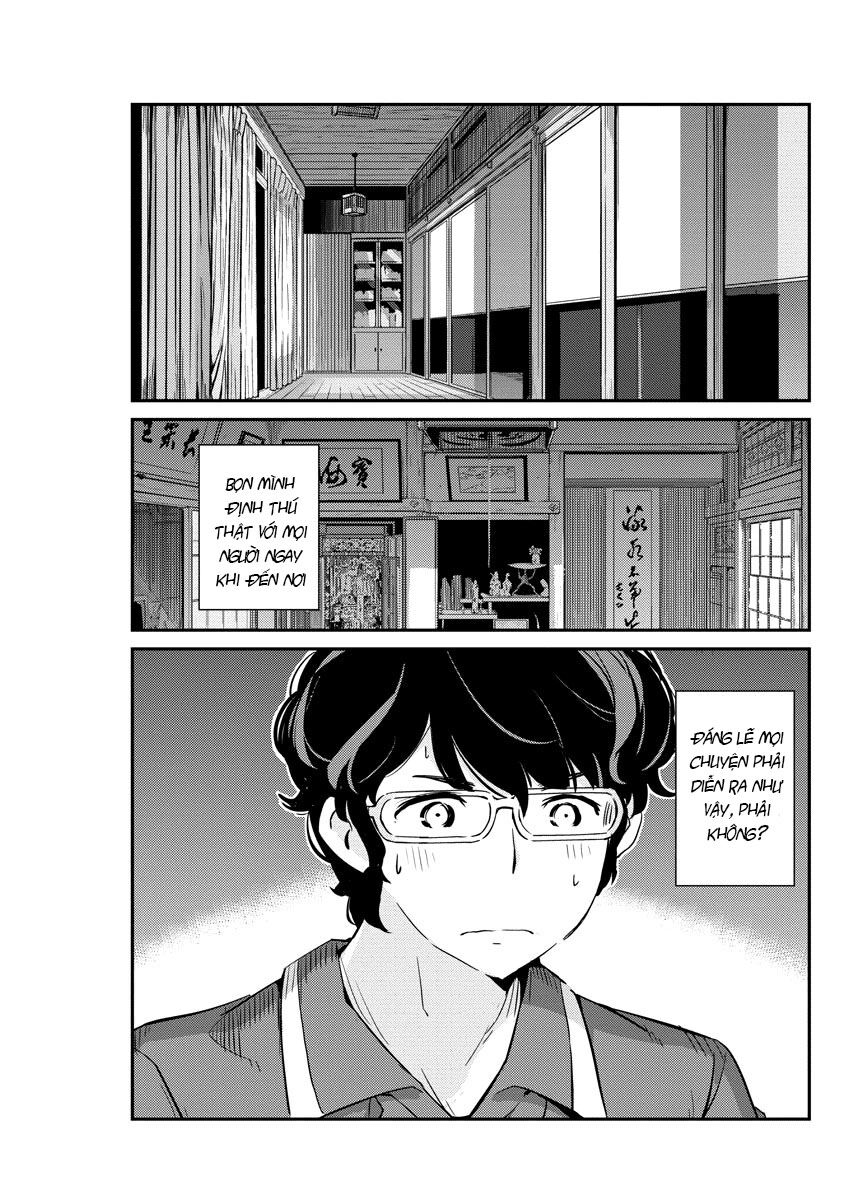 BỌN MÌNH
ĐỊNH THÚ
THẬT VỚI MỌI
NGƯỜI NGAY
KHI ĐẾN NƠI
ĐÁNG LẼ MỌI
CHUYỆN PHẢI
DIỄN RA NHƯ
VẬY, PHẢI
KHÔNG?